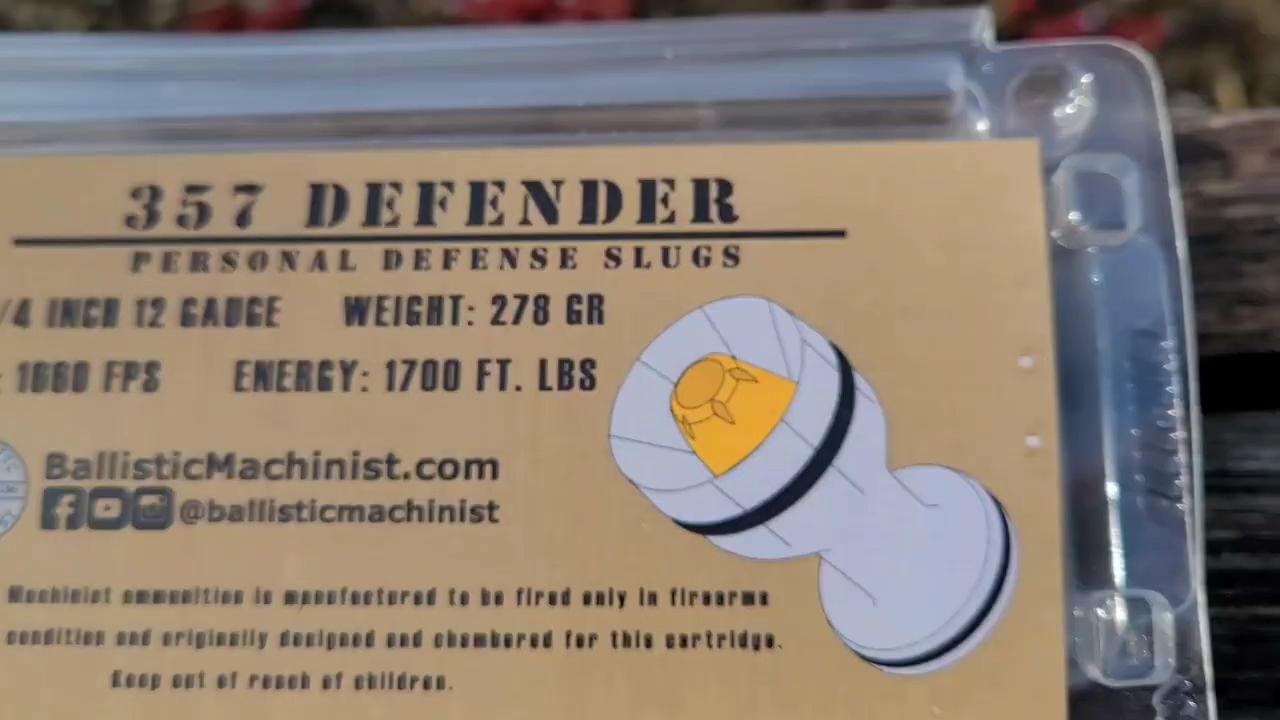 357 DEFENDER
PERSONAL DEFENSE SLUGS
/4 INCH 12 GAUGE WEIGHT: 278 GR
: 1660 FPS ENERGY: 1700 FT. LBS
BallisticMachinist.com
@ballisticmachinist
Machinist ammunition is manufactured to be fired only in firearms
condition and originally designed and chambered for this cartridge.
Keep out of reach of children.